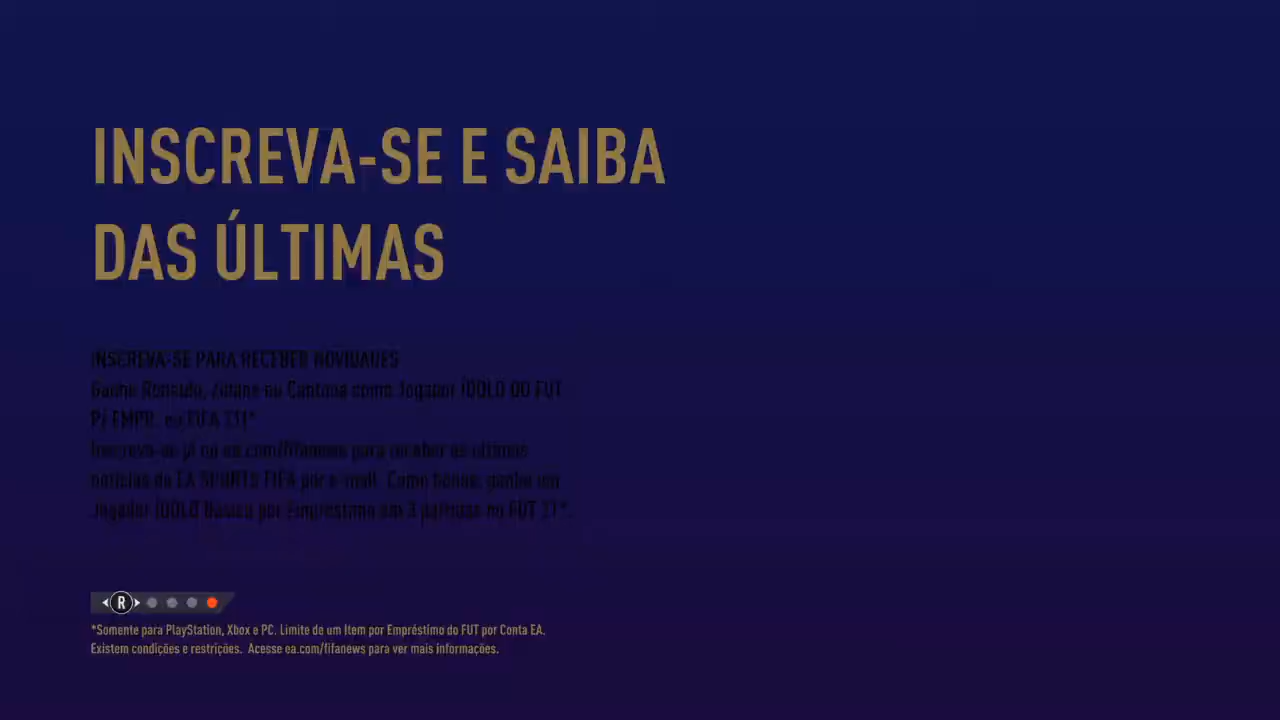 INSCREVA-SE E SAIBA
DAS ÚLTIMAS
INSCREVA-SE PARA RECEBER NOVIDADES
Ganhe Ronaldo, Zidane ou Cantona como Jogador ÍDOLO DO FUT
P/ EMPR. no FIFA 21!*
Inscreva-se já no ea.com/fifanews para receber as últimas
notícias do EA SPORTS FIFA por e-mail. Como bônus, ganhe um
Jogador ÍDOLO Básico por Empréstimo em 3 partidas no FUT 21*.
R
*Somente para PlayStation, Xbox e PC. Limite de um Item por Empréstimo do FUT por Conta EA.
Existem condições e restrições. Acesse ea.com/fifanews para ver mais informações.